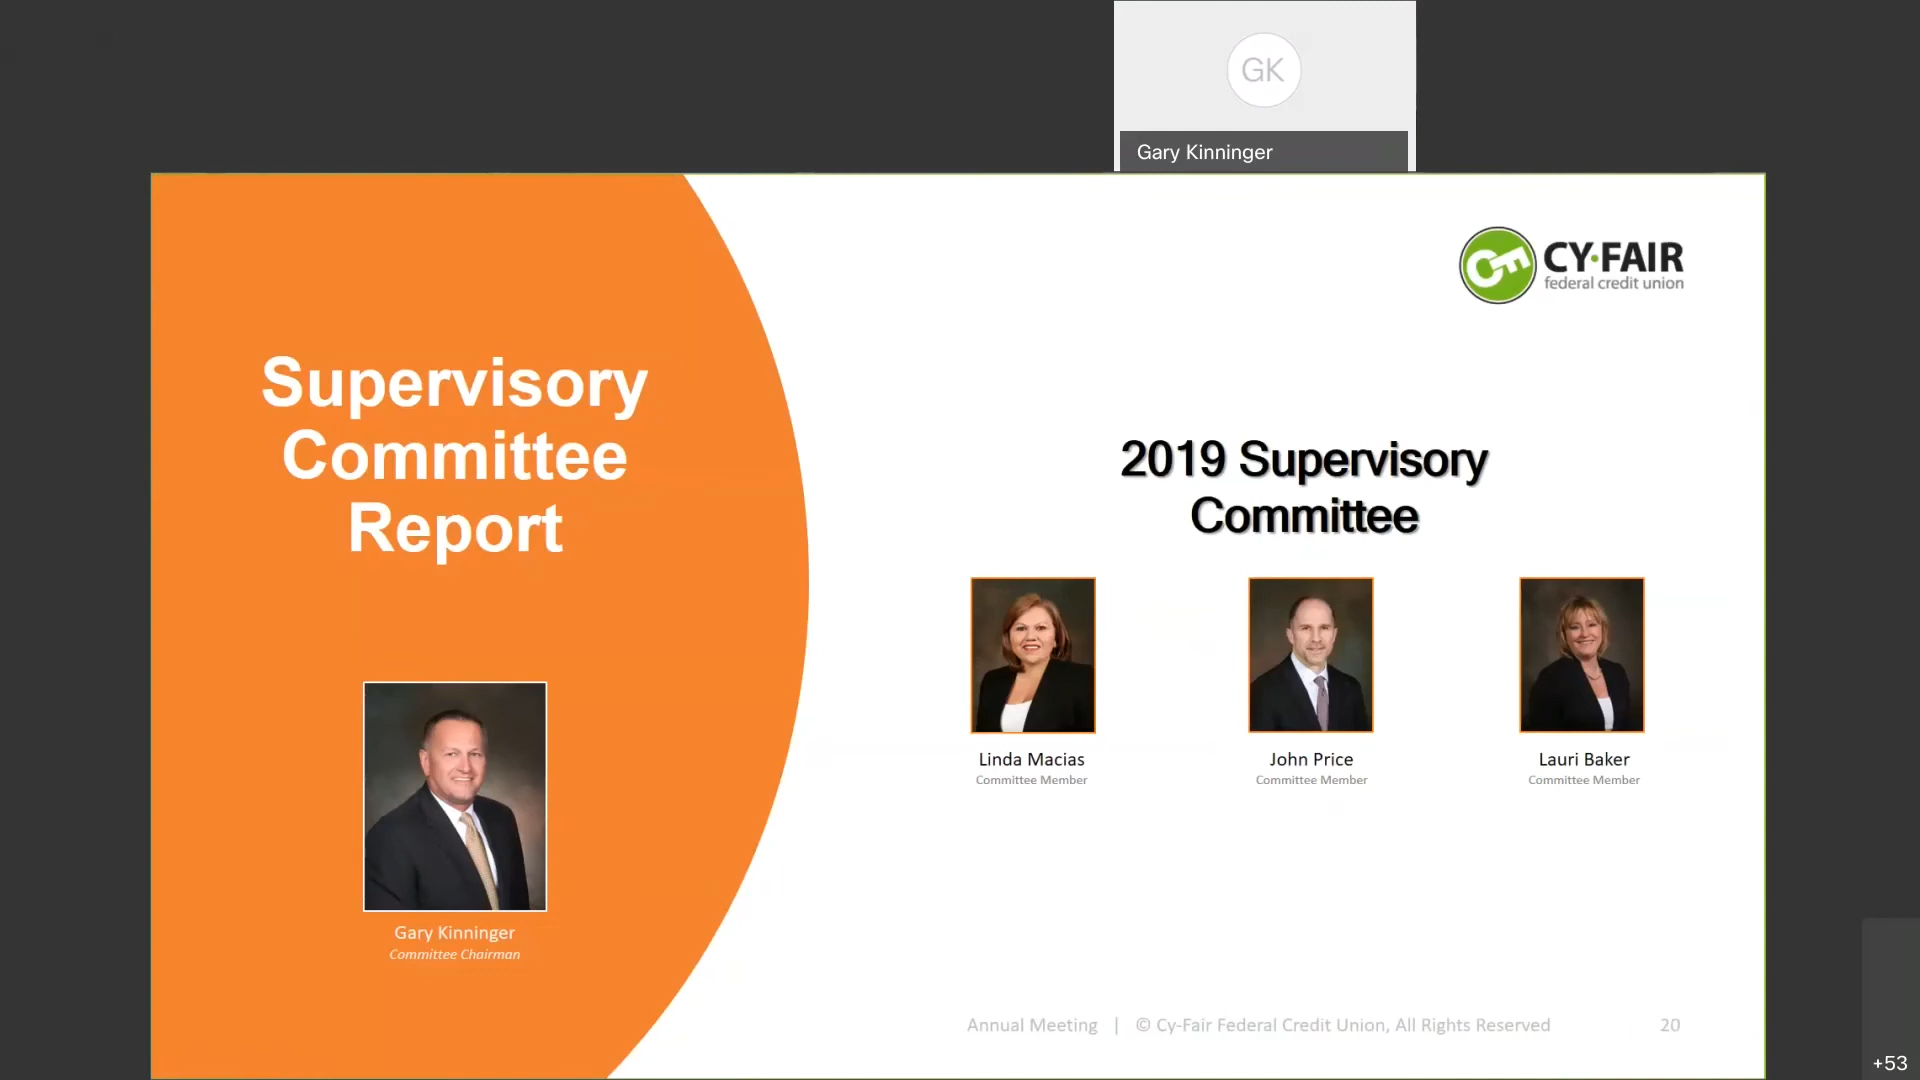 GK
Gary Kinninger
CF
CY·FAIR
federal credit union
Supervisory
Committee
Report
Gary Kinninger
Committee Chairman
2019 Supervisory
Committee
Linda Macias
Committee Member
John Price
Committee Member
Lauri Baker
Committee Member
Annual Meeting | © Cy-Fair Federal Credit Union, All Rights Reserved 20
+53